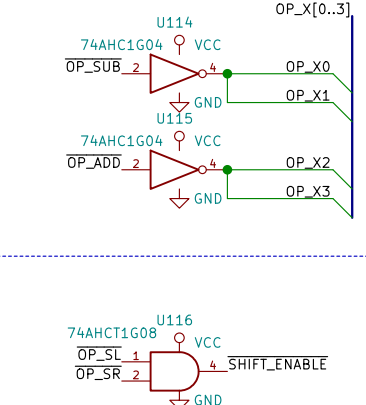 OP_X[0..3]
U114
74AHC1G04 VCC
OP_SUB 2 4 OP_X0
OP_X1
GND
U115
74AHC1G04 VCC
OP_ADD 2 4 OP_X2
OP_X3
GND
U116
74AHCT1G08 VCC
OP_SL 1
4 SHIFT_ENABLE
OP_SR 2
GND